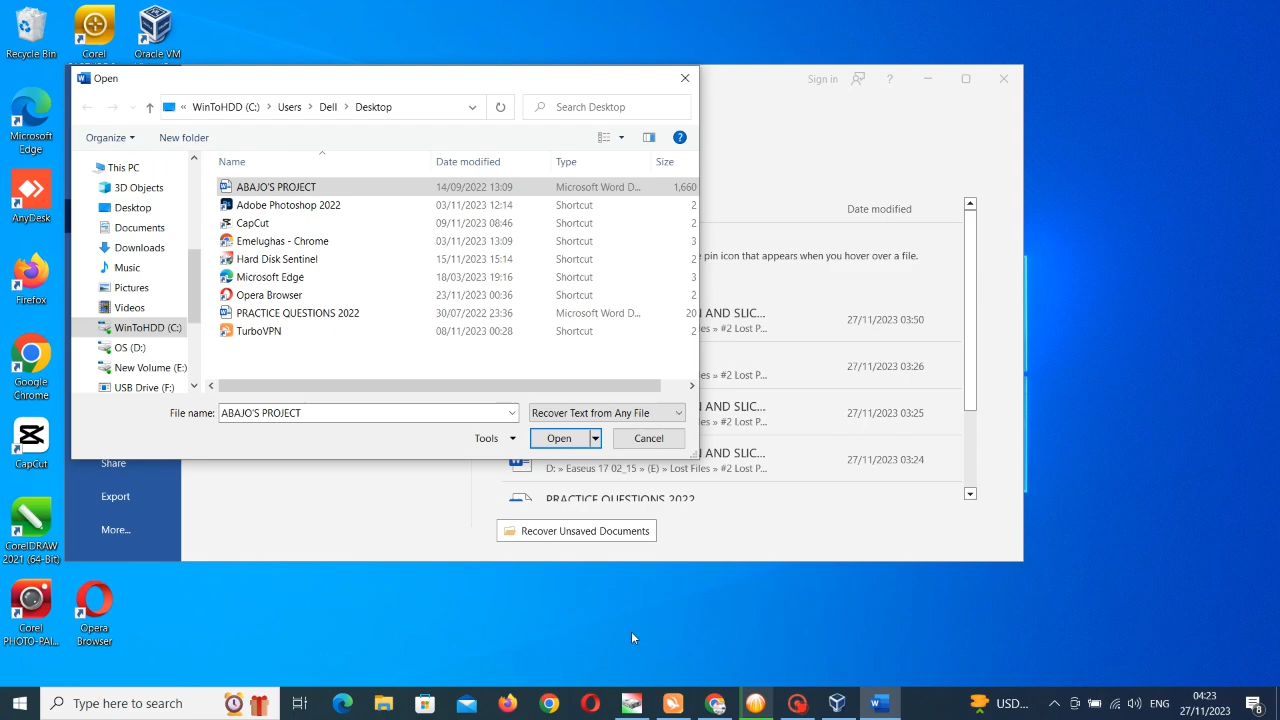 Recycle Bin
Corel
Oracle VM
Microsoft
Edge
AnyDesk
Firefox
Google
Chrome
CapCut
CorelDRAW
2021 (64-Bit)
Corel
PHOTO-PAI...
Opera
Browser
Open
« WinToHDD (C:) > Users > Dell > Desktop
Search Desktop
Organize
New folder
This PC
3D Objects
Desktop
Documents
Downloads
Music
Pictures
Videos
WinToHDD (C:)
OS (D:)
New Volume (E:)
USB Drive (F:)
Name Date modified Type Size
ABAJO'S PROJECT 14/09/2022 13:09 Microsoft Word D... 1,660
Adobe Photoshop 2022 03/11/2023 12:14 Shortcut 2
CapCut 09/11/2023 08:46 Shortcut 2
Emelughas - Chrome 03/11/2023 13:09 Shortcut 3
Hard Disk Sentinel 15/11/2023 15:14 Shortcut 2
Microsoft Edge 18/03/2023 19:16 Shortcut 3
Opera Browser 23/11/2023 00:36 Shortcut 2
PRACTICE QUESTIONS 2022 30/07/2022 23:36 Microsoft Word D... 20
TurboVPN 08/11/2023 00:28 Shortcut 2
File name: ABAJO'S PROJECT
Recover Text from Any File
Tools
Open
Cancel
Sign in
?
Date modified
pin icon that appears when you hover over a file.
N AND SLIC...
27/11/2023 03:50
Files » #2 Lost P...
27/11/2023 03:26
» #2 Lost P...
N AND SLIC...
27/11/2023 03:25
Files » #2 Lost P...
N AND SLIC...
27/11/2023 03:24
D: » Easeus 17 02_15 » (E) » Lost Files » #2 Lost P...
PRACTICE QUESTIONS 2022
Recover Unsaved Documents
Share
Export
More...
Type here to search
USD...
ENG
04:23
27/11/2023
8